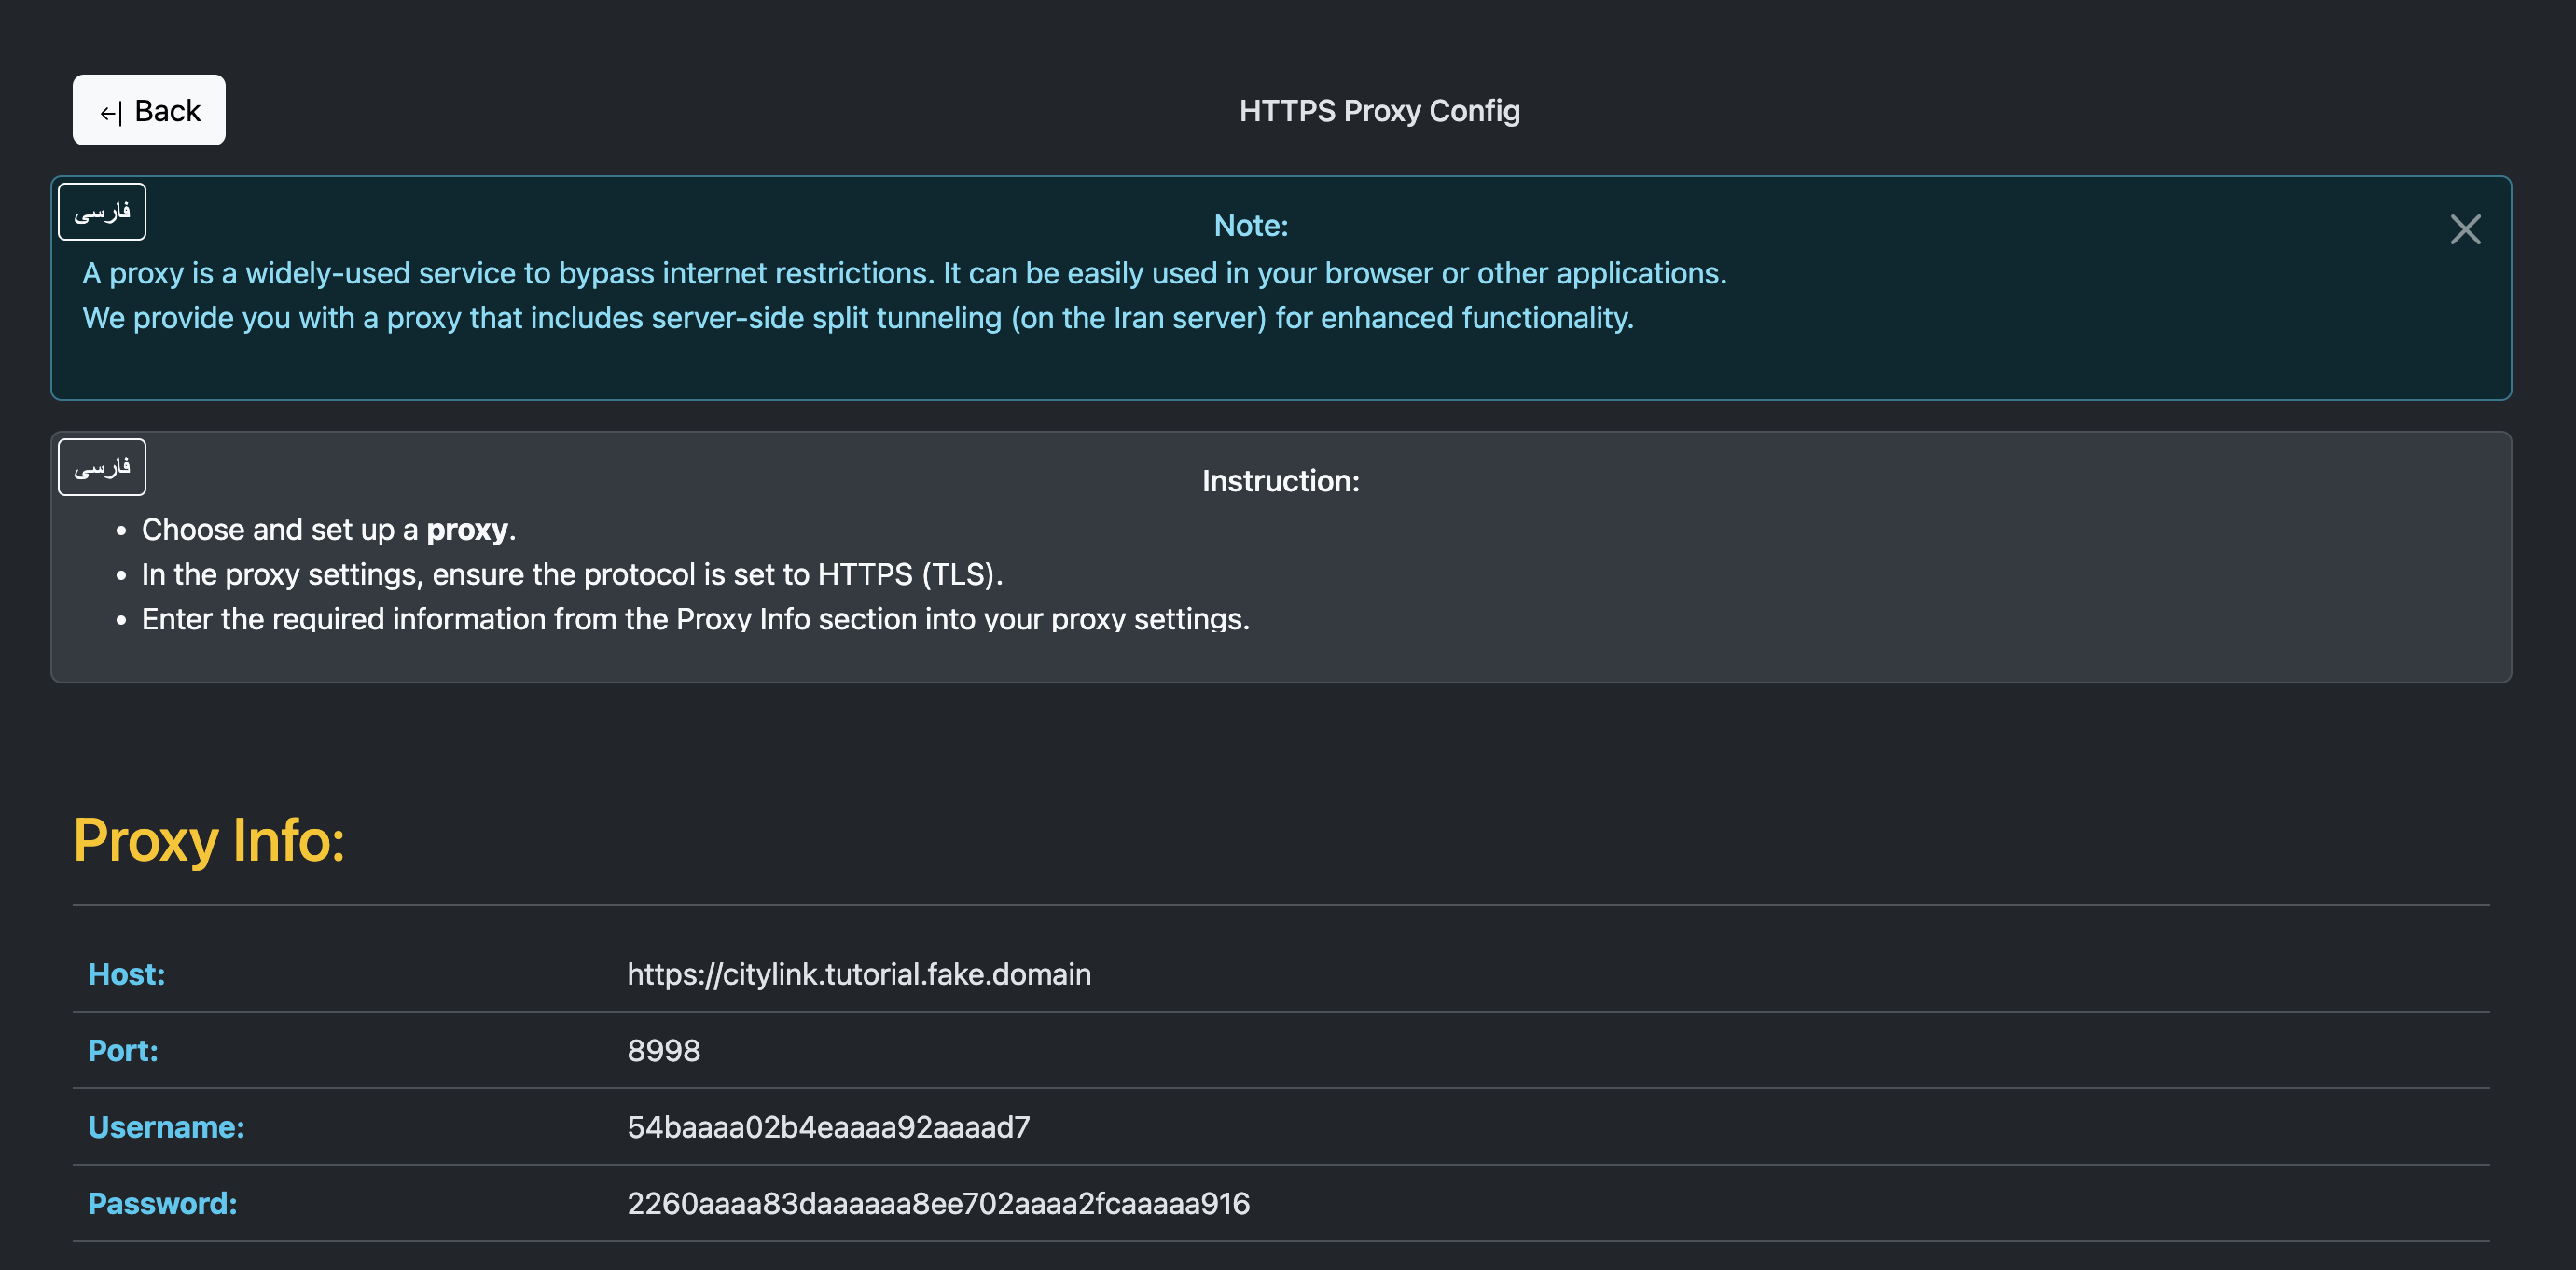 ←| Back
HTTPS Proxy Config
فارسی
Note:
A proxy is a widely-used service to bypass internet restrictions. It can be easily used in your browser or other applications.
We provide you with a proxy that includes server-side split tunneling (on the Iran server) for enhanced functionality.
فارسی
Instruction:
• Choose and set up a proxy.
• In the proxy settings, ensure the protocol is set to HTTPS (TLS).
• Enter the required information from the Proxy Info section into your proxy settings.
Proxy Info:
Host: https://citylink.tutorial.fake.domain
Port: 8998
Username: 54baaaa02b4eaaaa92aaaad7
Password: 2260aaaa83daaaaaa8ee702aaaa2fcaaaaa916